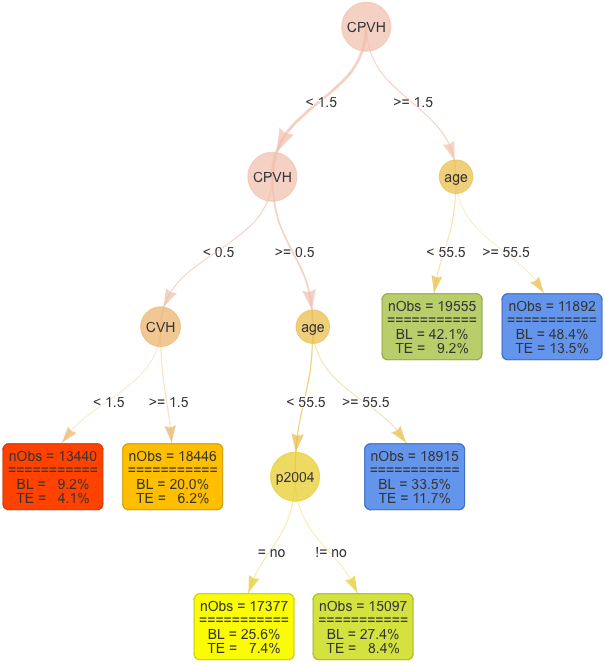 CPVH
< 1.5
>= 1.5
CPVH
age
< 0.5
>= 0.5
< 55.5
>= 55.5
nObs = 19555
===========
BL = 42.1%
TE = 9.2%
nObs = 11892
===========
BL = 48.4%
TE = 13.5%
CVH
age
< 1.5
>= 1.5
< 55.5
>= 55.5
nObs = 13440
===========
BL = 9.2%
TE = 4.1%
nObs = 18446
===========
BL = 20.0%
TE = 6.2%
p2004
nObs = 18915
===========
BL = 33.5%
TE = 11.7%
= no
!= no
nObs = 17377
===========
BL = 25.6%
TE = 7.4%
nObs = 15097
===========
BL = 27.4%
TE = 8.4%